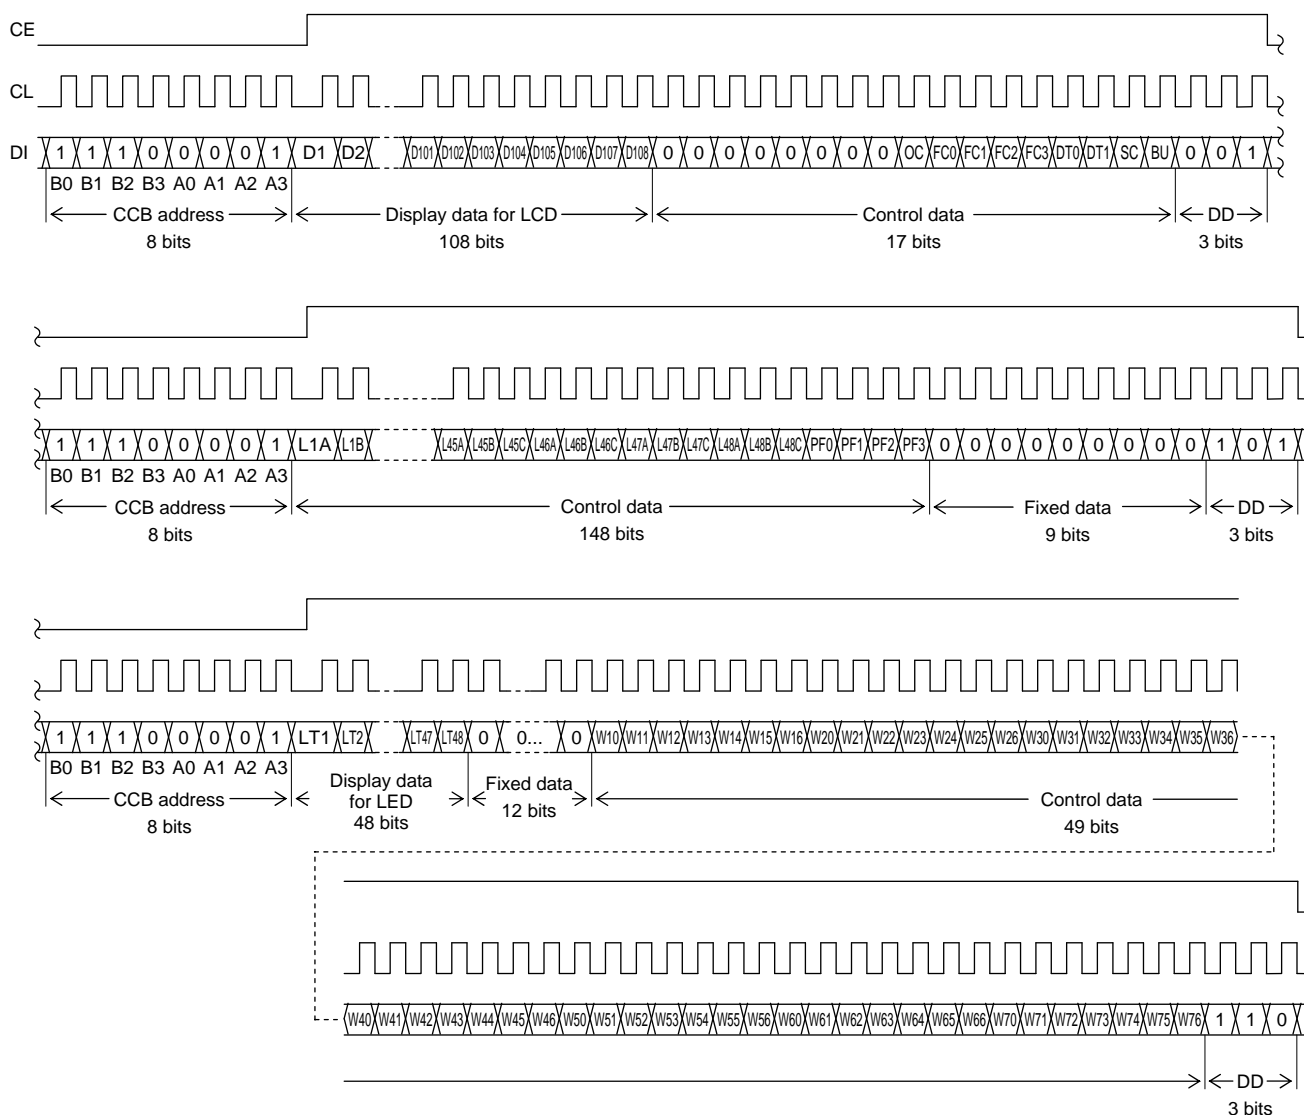 CE
CL
DI 1 1 1 0 0 0 0 1 D1 D2 D101 D102 D103 D104 D105 D106 D107 D108 0 0 0 0 0 0 0 0 OC FC0 FC1 FC2 FC3 DT0 DT1 SC BU 0 0 1
B0 B1 B2 B3 A0 A1 A2 A3
CCB address Display data for LCD Control data DD
8 bits 108 bits 17 bits 3 bits
1 1 1 0 0 0 0 1 L1A L1B L45A L45B L45C L46A L46B L46C L47A L47B L47C L48A L48B L48C PF0 PF1 PF2 PF3 0 0 0 0 0 0 0 0 0 1 0 1
B0 B1 B2 B3 A0 A1 A2 A3
CCB address Control data Fixed data DD
8 bits 148 bits 9 bits 3 bits
1 1 1 0 0 0 0 1 LT1 LT2 LT47 LT48 0 0... 0 W10 W11 W12 W13 W14 W15 W16 W20 W21 W22 W23 W24 W25 W26 W30 W31 W32 W33 W34 W35 W36
B0 B1 B2 B3 A0 A1 A2 A3
CCB address Display data for LED Fixed data Control data
8 bits 48 bits 12 bits 49 bits
W40 W41 W42 W43 W44 W45 W46 W50 W51 W52 W53 W54 W55 W56 W60 W61 W62 W63 W64 W65 W66 W70 W71 W72 W73 W74 W75 W76 1 1 0
DD
3 bits